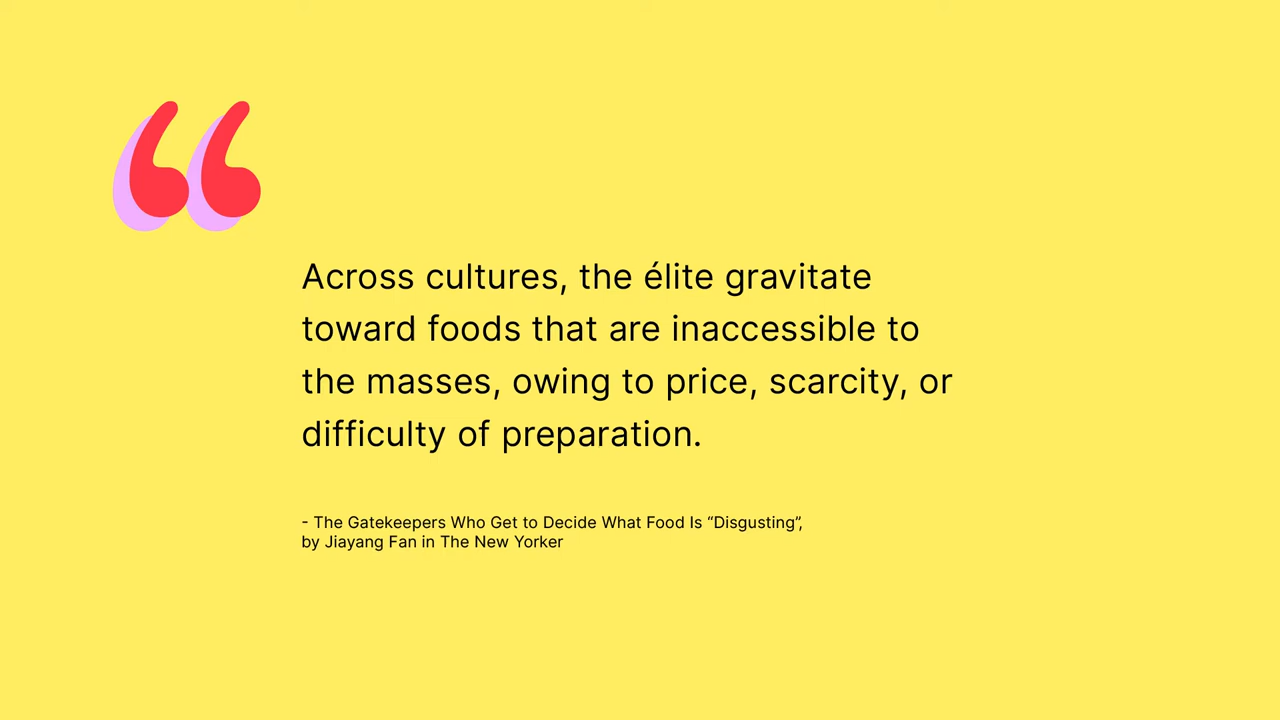 Across cultures, the élite gravitate
toward foods that are inaccessible to
the masses, owing to price, scarcity, or
difficulty of preparation.
- The Gatekeepers Who Get to Decide What Food Is “Disgusting”,
by Jiayang Fan in The New Yorker